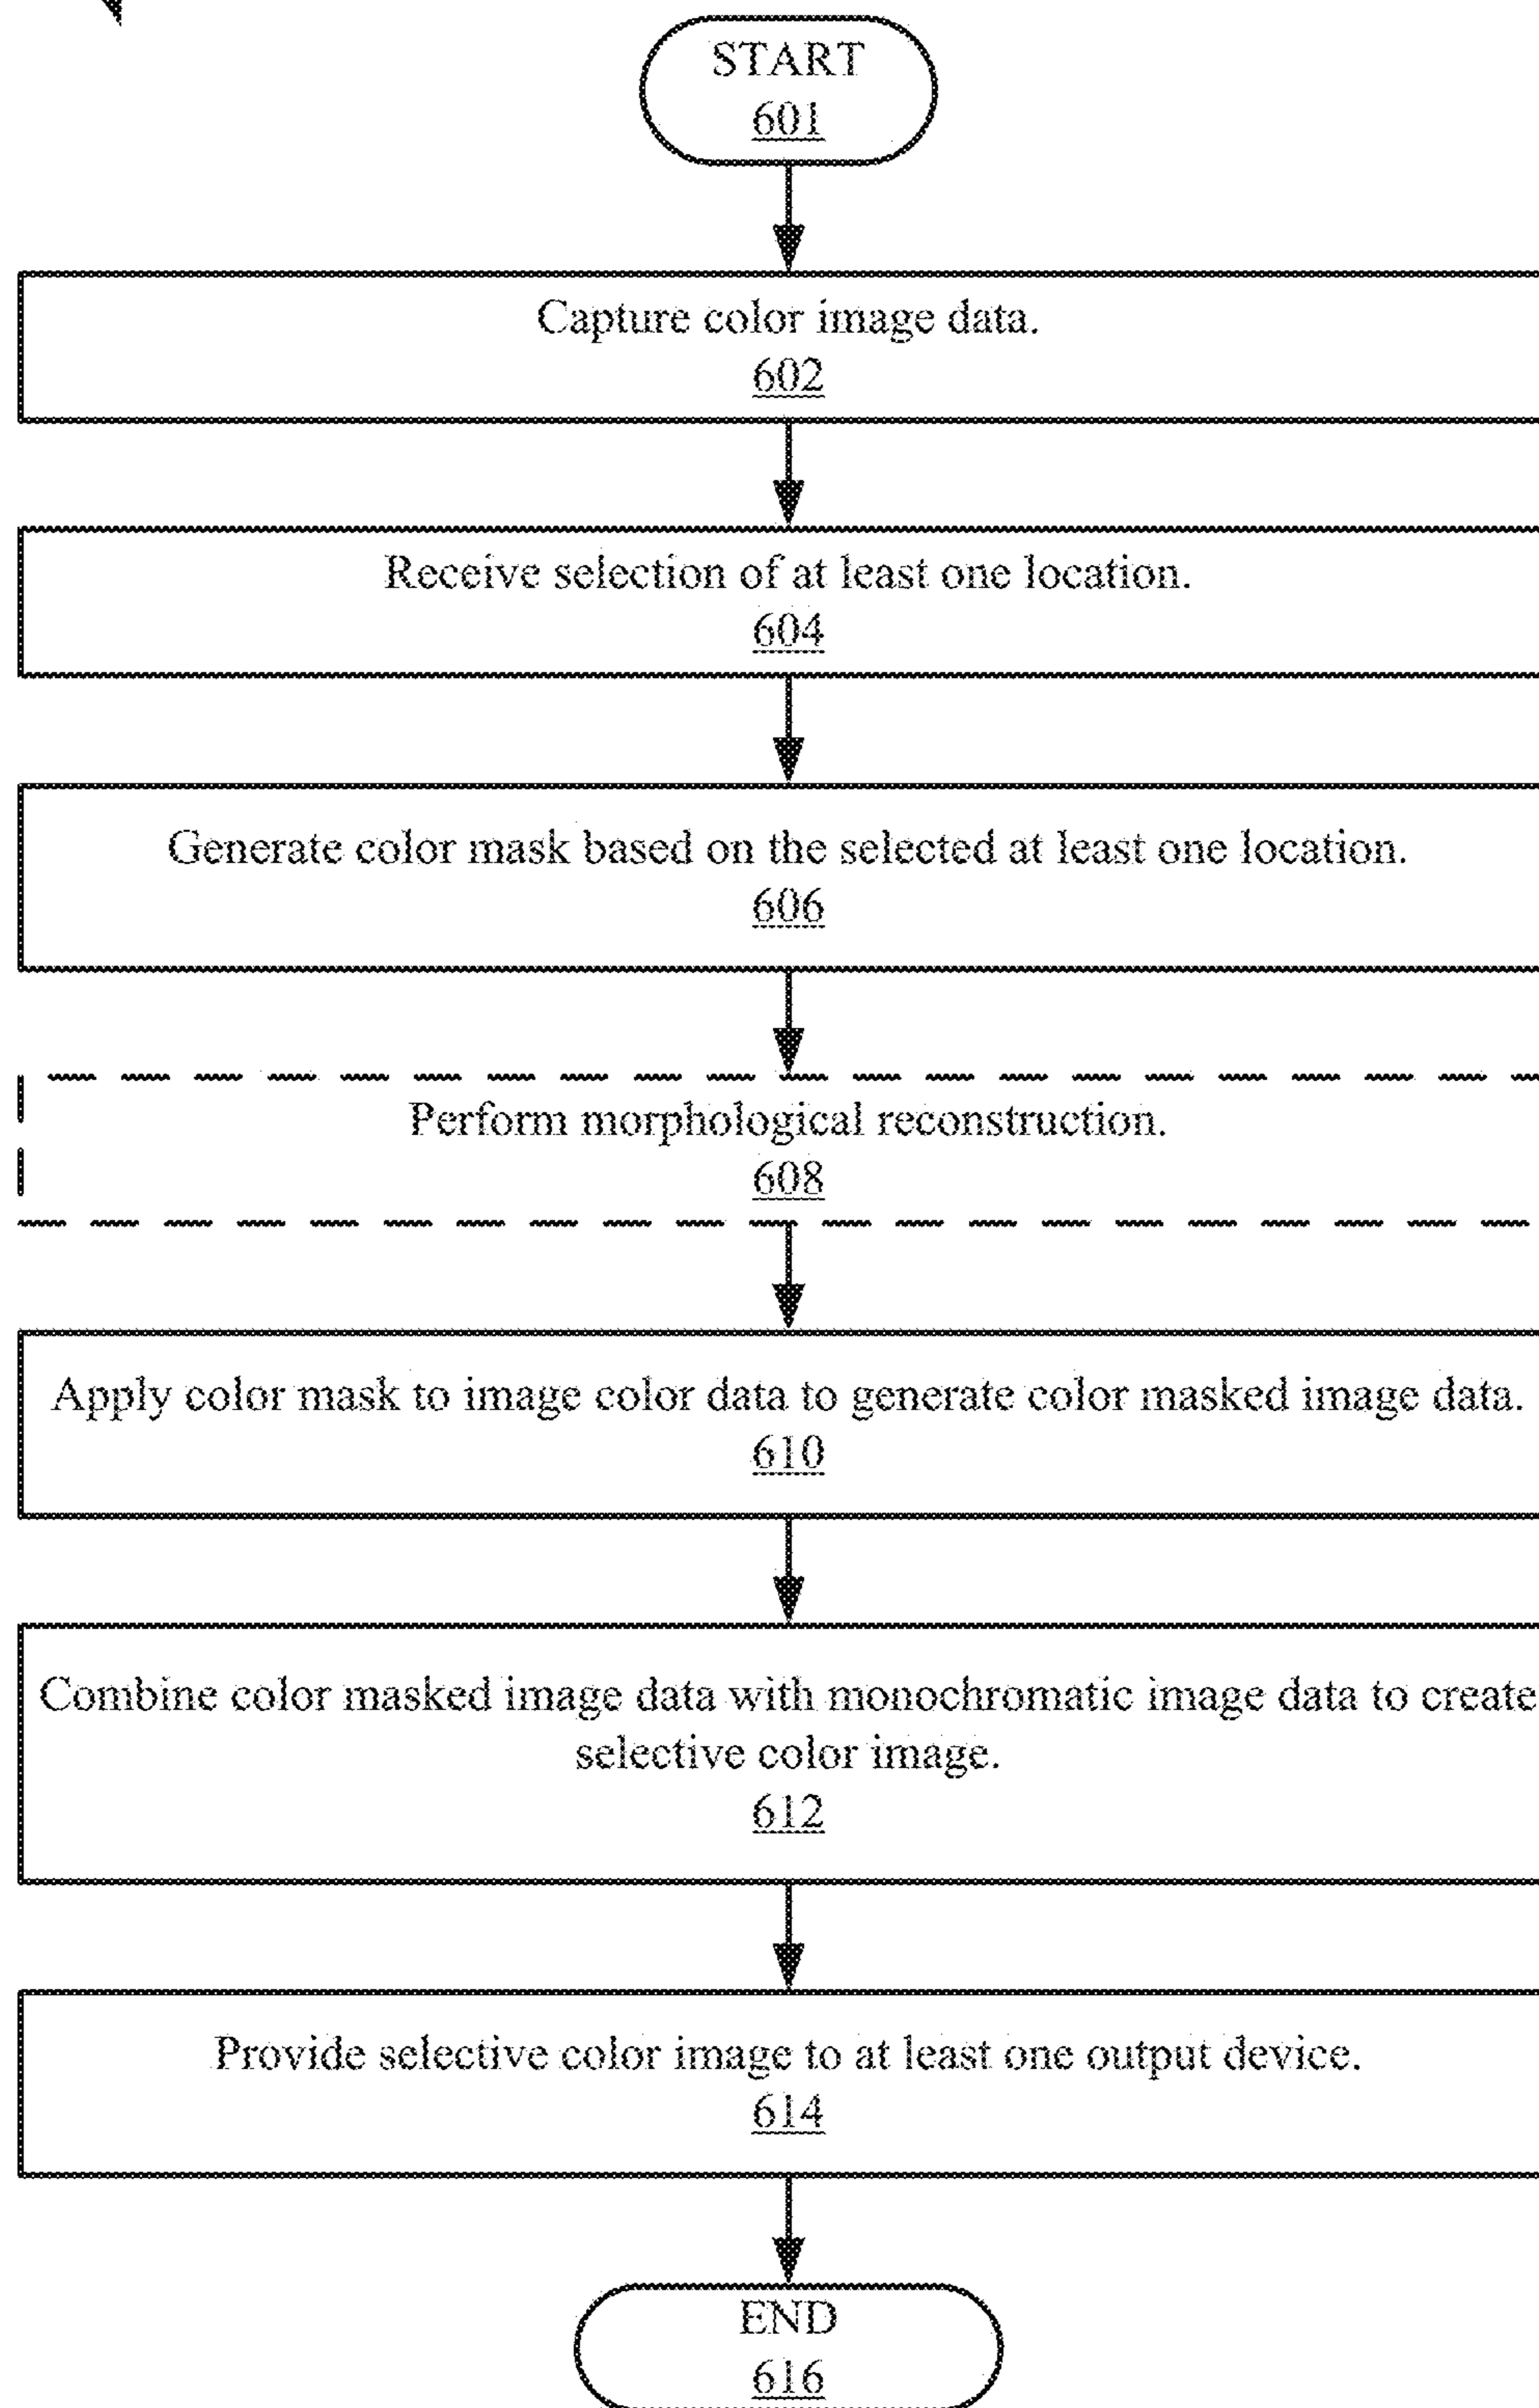 START
601
Capture color image data.
602
Receive selection of at least one location.
604
Generate color mask based on the selected at least one location.
606
Perform morphological reconstruction.
608
Apply color mask to image color data to generate color masked image data.
610
Combine color masked image data with monochromatic image data to create
selective color image.
612
Provide selective color image to at least one output device.
614
END
616